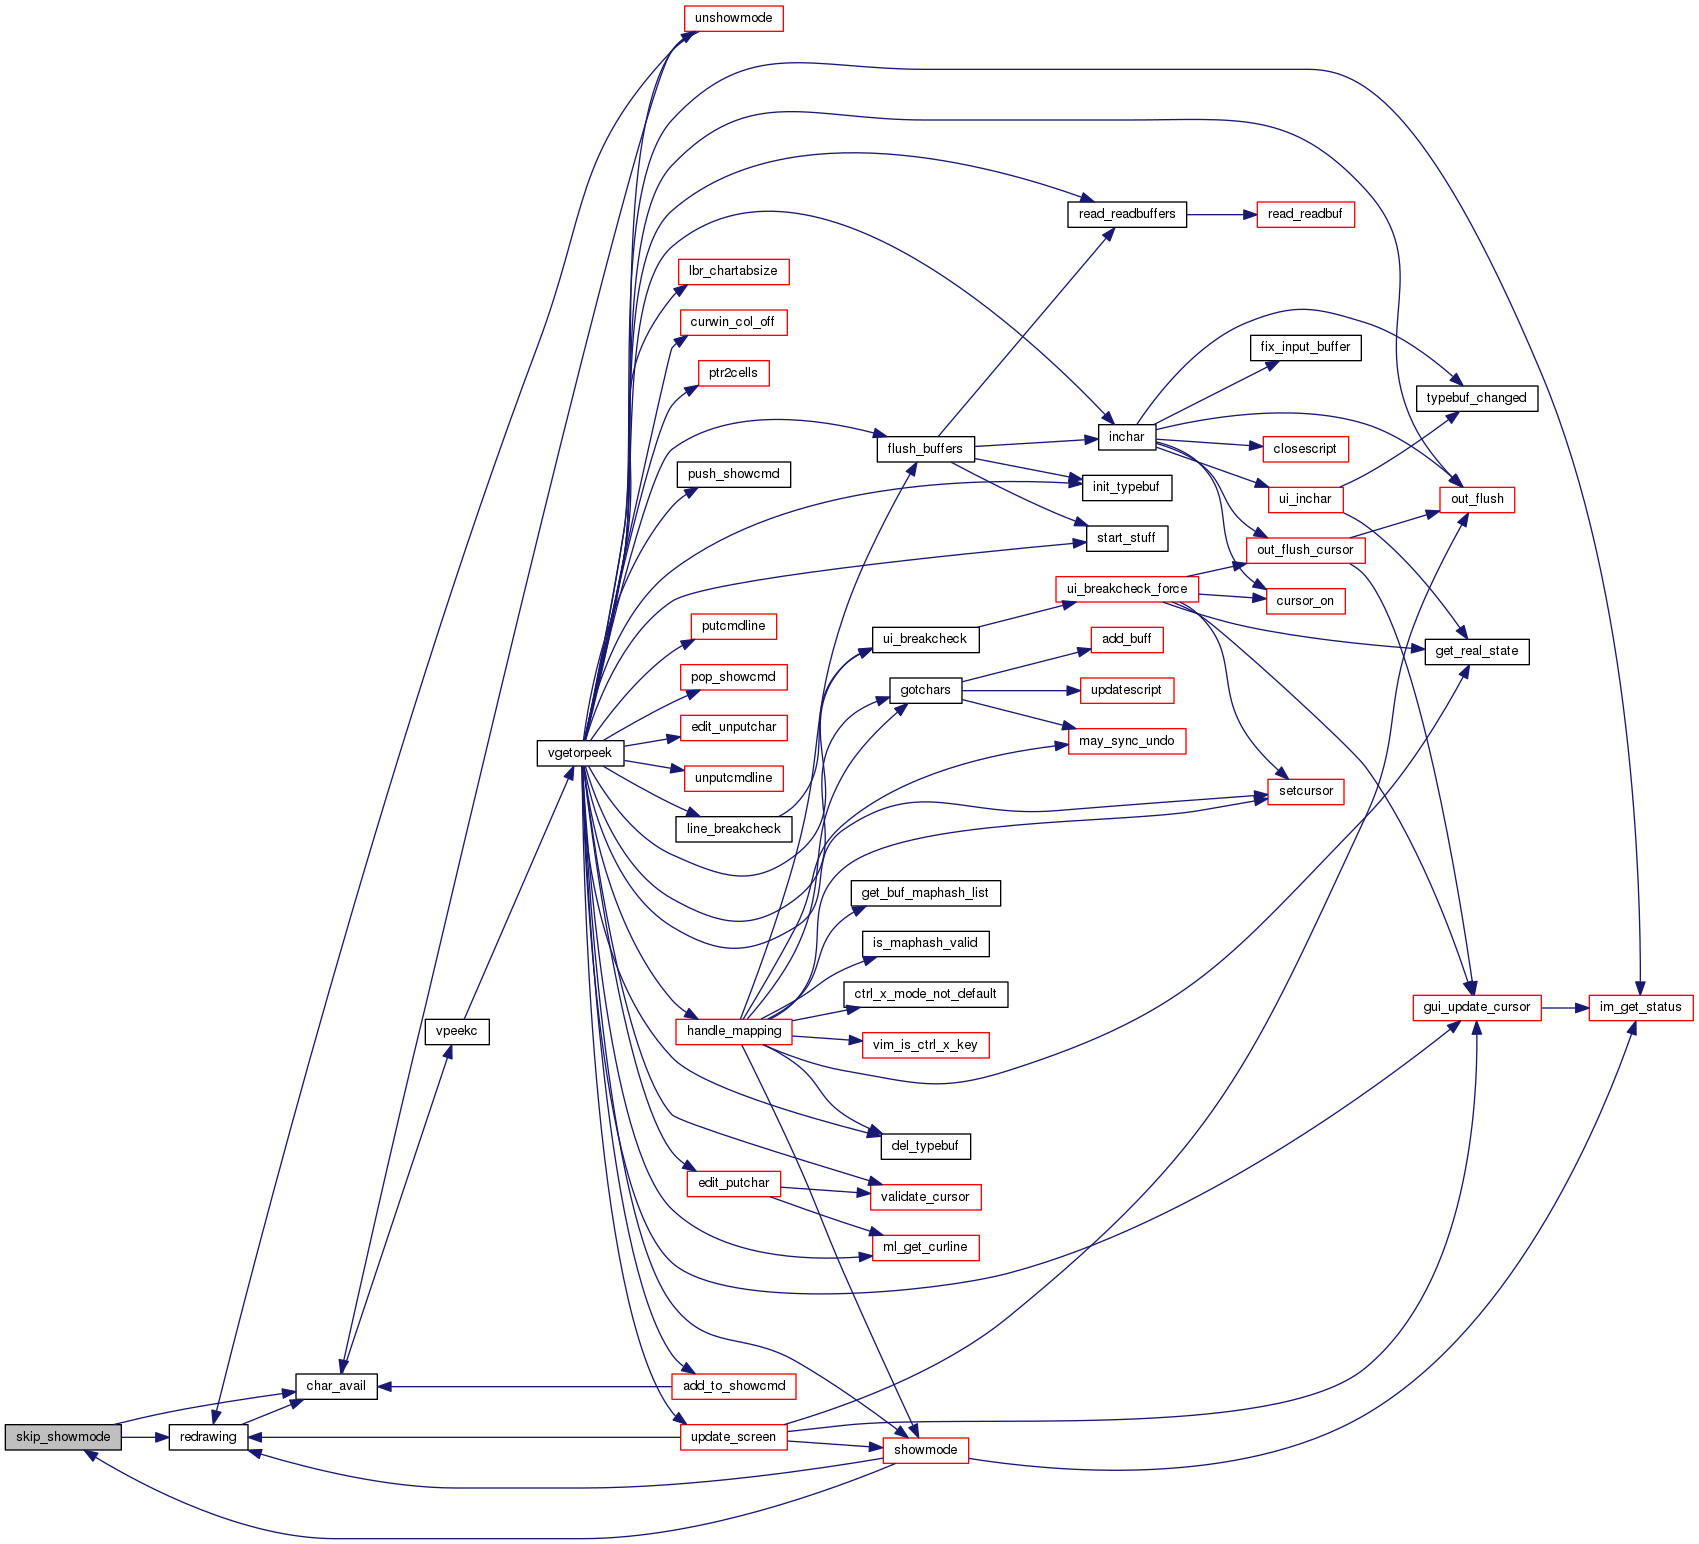 unshowmode
read_readbuffers
read_readbuf
lbr_chartabsize
curwin_col_off
fix_input_buffer
ptr2cells
typebuf_changed
flush_buffers
inchar
closescript
push_showcmd
init_typebuf
ui_inchar
out_flush
start_stuff
out_flush_cursor
ui_breakcheck_force
cursor_on
putcmdline
ui_breakcheck
add_buff
get_real_state
pop_showcmd
gotchars
updatescript
edit_unputchar
may_sync_undo
vgetorpeek
unputcmdline
setcursor
line_breakcheck
get_buf_maphash_list
is_maphash_valid
ctrl_x_mode_not_default
gui_update_cursor
im_get_status
vpeekc
handle_mapping
vim_is_ctrl_x_key
del_typebuf
edit_putchar
validate_cursor
ml_get_curline
char_avail
add_to_showcmd
skip_showmode
redrawing
update_screen
showmode